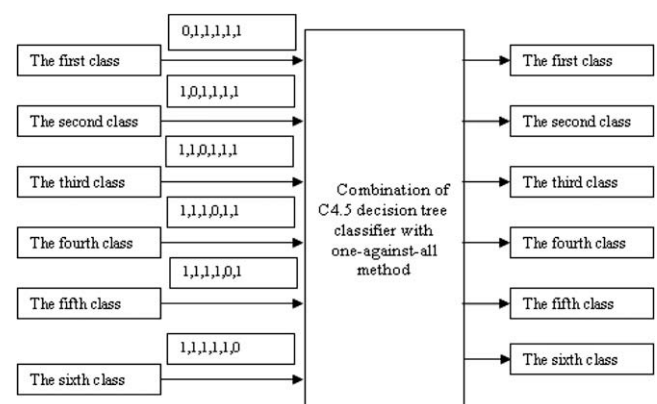 0,1,1,1,1,1
The first class
The first class
1,0,1,1,1,1
The second class
The second class
1,1,0,1,1,1
The third class
The third class
Combination of
C4.5 decision tree
classifier with
one-against-all
method
1,1,1,0,1,1
The fourth class
The fourth class
1,1,1,1,0,1
The fifth class
The fifth class
1,1,1,1,1,0
The sixth class
The sixth class